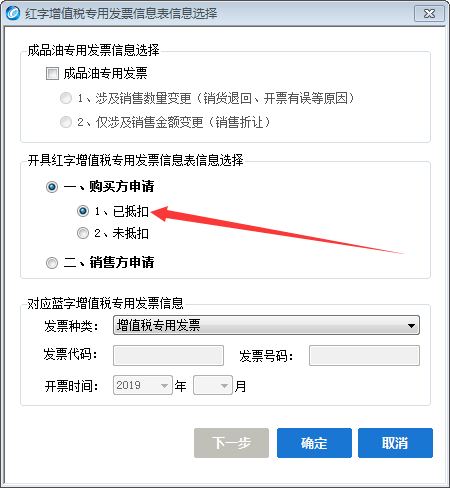 红字增值税专用发票信息表信息选择
成品油专用发票信息选择
成品油专用发票
1、涉及销售数量变更（销货退回、开票有误等原因）
2、仅涉及销售金额变更（销售折让）
开具红字增值税专用发票信息表信息选择
一、购买方申请
1、已抵扣
2、未抵扣
二、销售方申请
对应蓝字增值税专用发票信息
发票种类： 增值税专用发票
发票代码： 发票号码：
开票时间： 2019 年 月
下一步 确定 取消